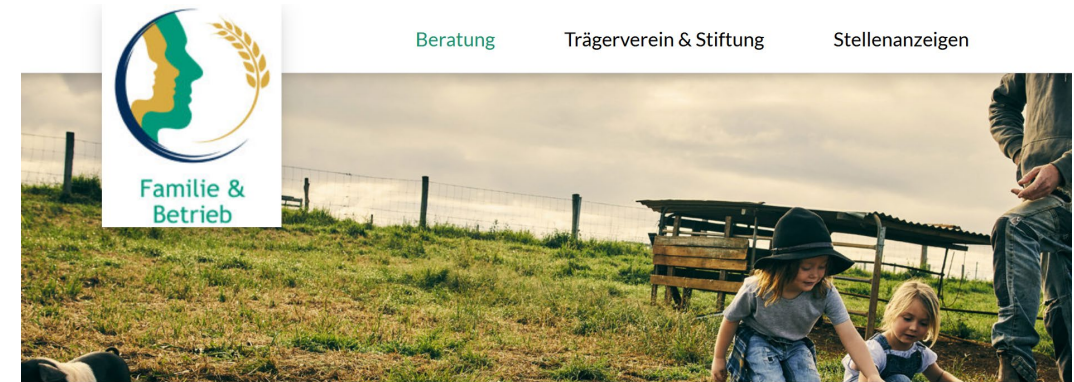 Beratung
Trägerverein & Stiftung
Stellenanzeigen
Familie &
Betrieb